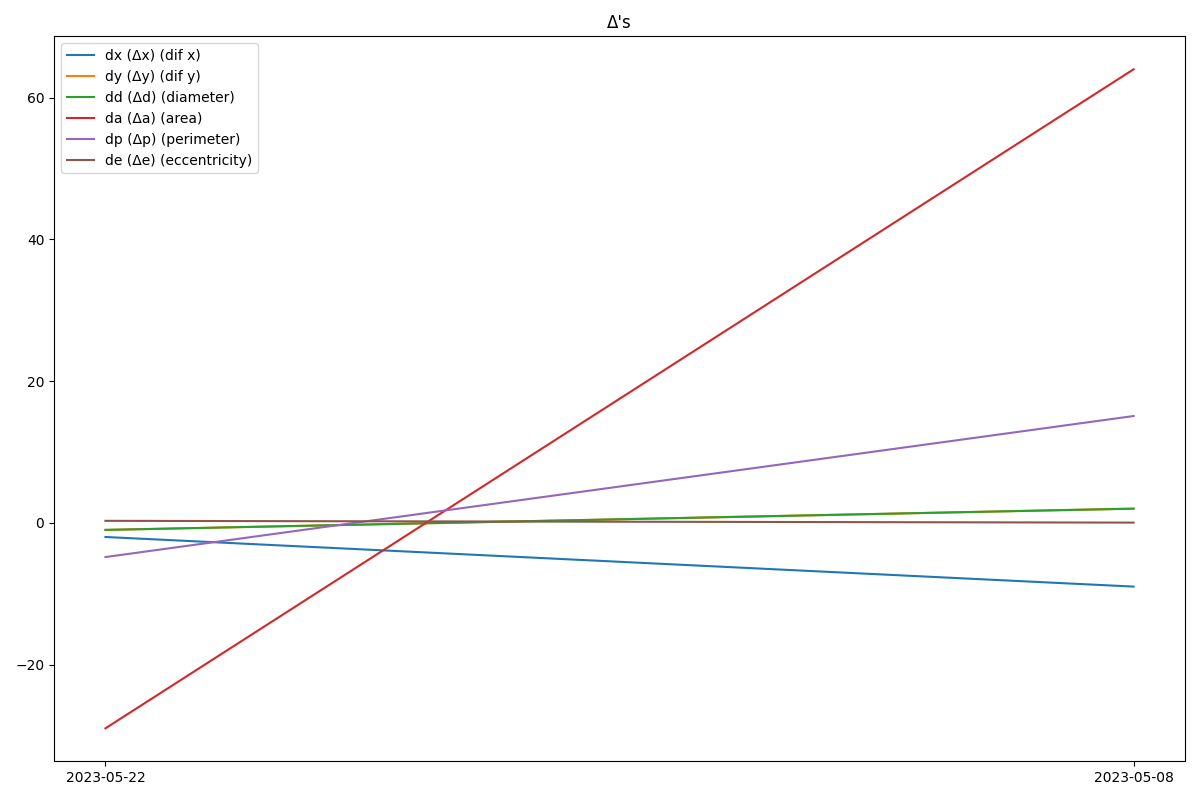 Δ's
dx (Δx) (dif x)
dy (Δy) (dif y)
dd (Δd) (diameter)
da (Δa) (area)
dp (Δp) (perimeter)
de (Δe) (eccentricity)
60
40
20
0
−20
2023-05-22 2023-05-08